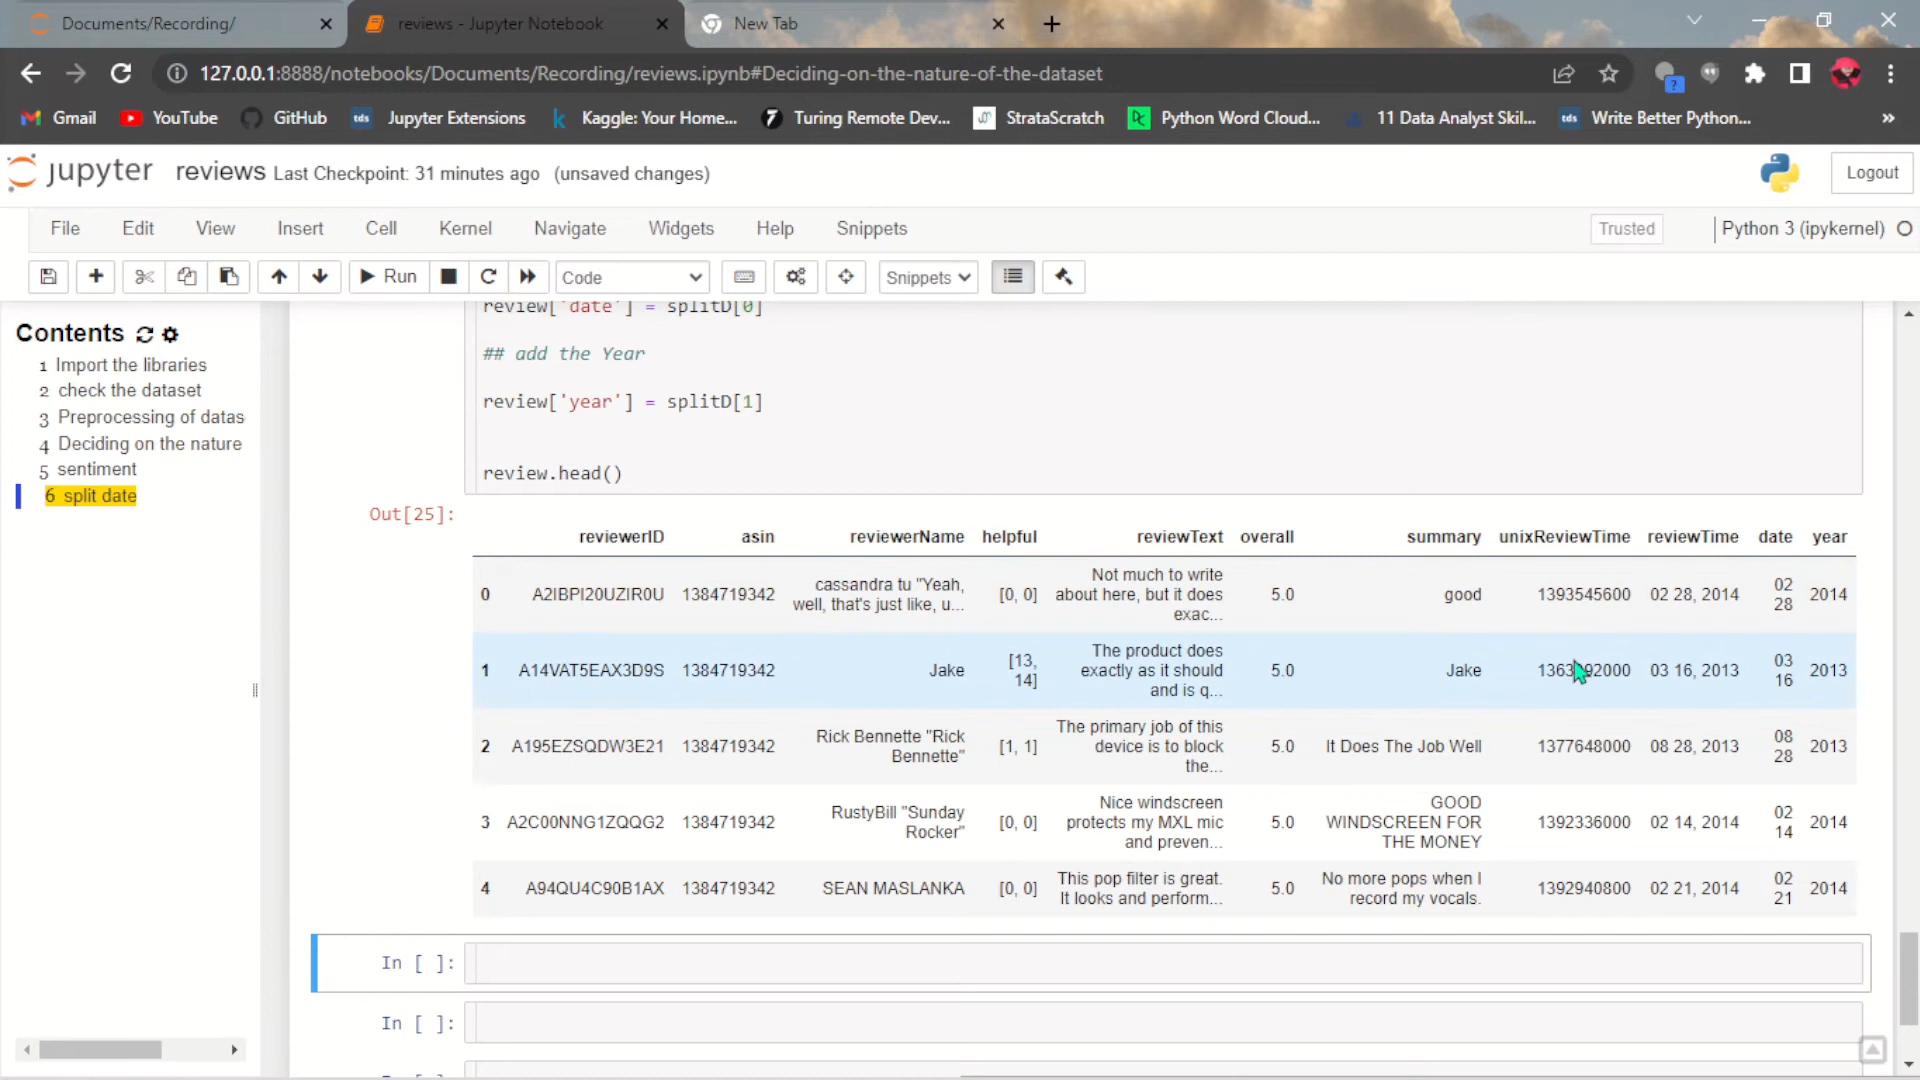 Documents/Recording/
reviews - Jupyter Notebook
New Tab
127.0.0.1:8888/notebooks/Documents/Recording/reviews.ipynb#Deciding-on-the-nature-of-the-dataset
Gmail
YouTube
GitHub
tds Jupyter Extensions
Kaggle: Your Home...
Turing Remote Dev...
StrataScratch
Python Word Cloud...
11 Data Analyst Skil...
tds Write Better Python...
jupyter reviews Last Checkpoint: 31 minutes ago (unsaved changes)
Logout
File Edit View Insert Cell Kernel Navigate Widgets Help Snippets
Trusted
Python 3 (ipykernel)
Run
Code
Snippets
Contents
1 Import the libraries
2 check the dataset
3 Preprocessing of datas
4 Deciding on the nature
5 sentiment
6 split date
review['date'] = splitD[0]
## add the Year
review['year'] = splitD[1]
review.head()
Out[25]:
reviewerID asin reviewerName helpful reviewText overall summary unixReviewTime reviewTime date year
0 A2IBPI20UZIR0U 1384719342 cassandra tu "Yeah, well, that's just like, u... [0, 0] Not much to write about here, but it does exac... 5.0 good 1393545600 02 28, 2014 02 28 2014
1 A14VAT5EAX3D9S 1384719342 Jake [13, 14] The product does exactly as it should and is q... 5.0 Jake 03 16, 2013 03 16 2013
2 A195EZSQDW3E21 1384719342 Rick Bennette "Rick Bennette" [1, 1] The primary job of this device is to block the... 5.0 It Does The Job Well 1377648000 08 28, 2013 08 28 2013
3 A2C00NNG1ZQQG2 1384719342 RustyBill "Sunday Rocker" [0, 0] Nice windscreen protects my MXL mic and preven... 5.0 GOOD WINDSCREEN FOR THE MONEY 1392336000 02 14, 2014 02 14 2014
4 A94QU4C90B1AX 1384719342 SEAN MASLANKA [0, 0] This pop filter is great. It looks and perform... 5.0 No more pops when I record my vocals. 1392940800 02 21, 2014 02 21 2014
In [ ]:
In [ ]: